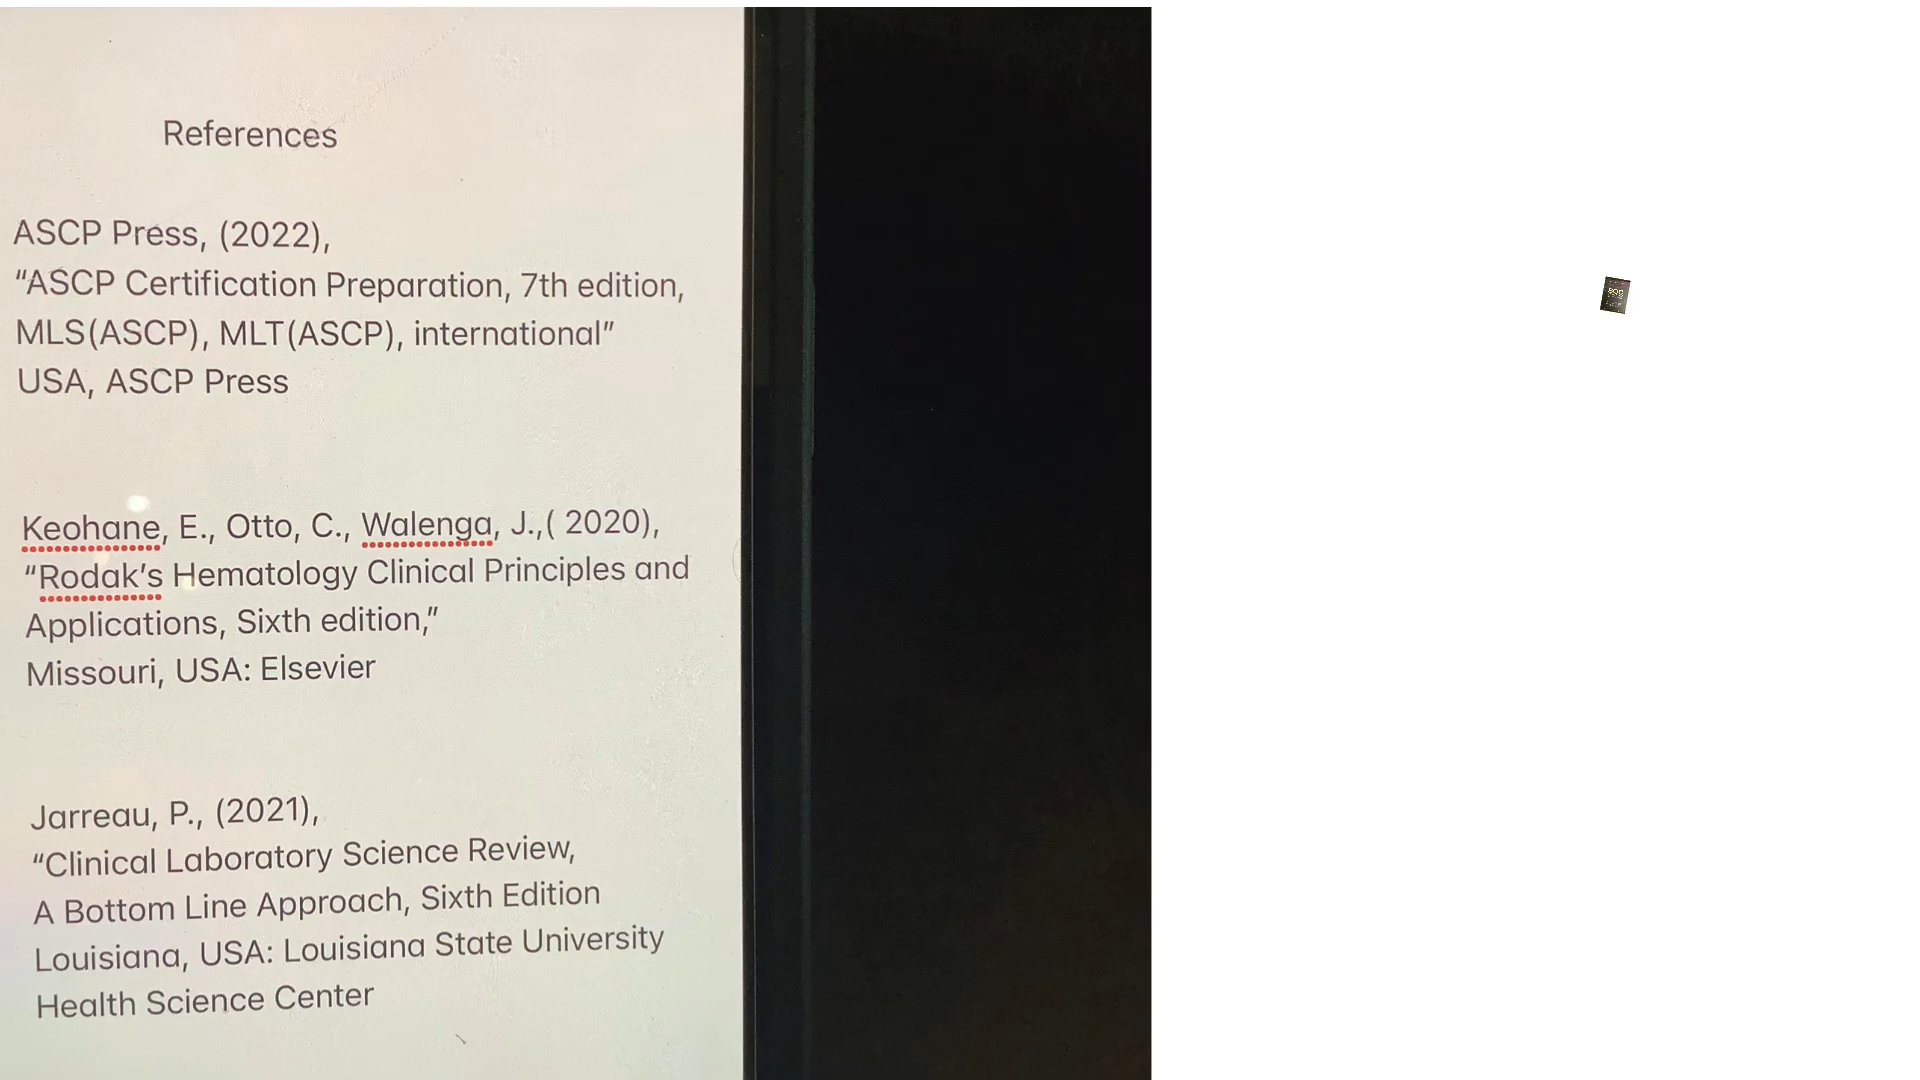 References
ASCP Press, (2022),
“ASCP Certification Preparation, 7th edition,
MLS(ASCP), MLT(ASCP), international”
USA, ASCP Press
Keohane, E., Otto, C., Walenga, J.,( 2020),
“Rodak’s Hematology Clinical Principles and
Applications, Sixth edition,”
Missouri, USA: Elsevier
Jarreau, P., (2021),
“Clinical Laboratory Science Review,
A Bottom Line Approach, Sixth Edition
Louisiana, USA: Louisiana State University
Health Science Center